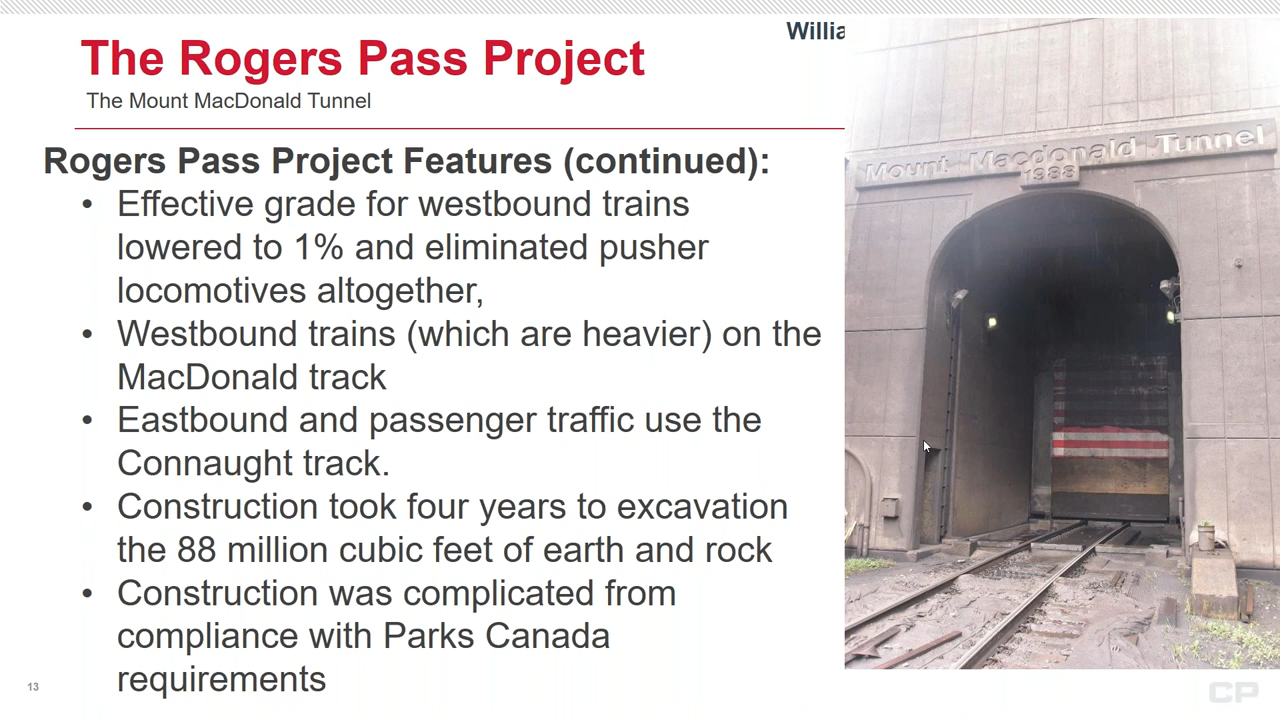 Willia
The Rogers Pass Project
The Mount MacDonald Tunnel
Rogers Pass Project Features (continued):
• Effective grade for westbound trains
lowered to 1% and eliminated pusher
locomotives altogether,
• Westbound trains (which are heavier) on the
MacDonald track
• Eastbound and passenger traffic use the
Connaught track.
• Construction took four years to excavation
the 88 million cubic feet of earth and rock
• Construction was complicated from
compliance with Parks Canada
requirements
Mount Macdonald Tunnel
1988
13
CP